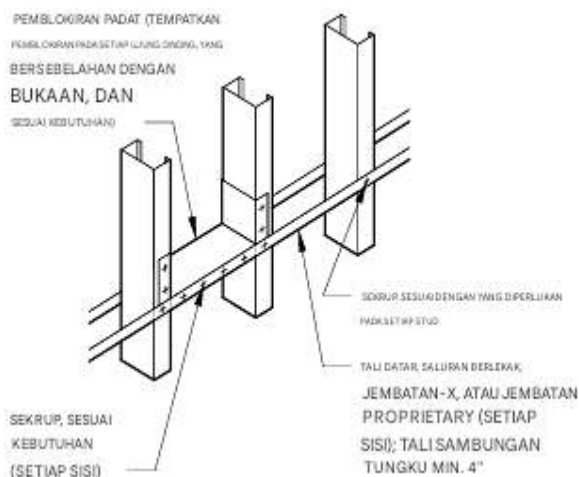 PEMBLOKIRAN PADAT (TEMPATKAN
PEMBLOKIRAN PADA SETIAP UJUNG DINDING, YANG
BERSEBELAHAN DENGAN
BUKAAN, DAN
SESUAI KEBUTUHAN)
SEKRUP, SESUAI DENGAN YANG DIPERLUKAN
PADA SETIAP STUD
TALI DATAR, SALURAN BERLEKAK,
JEMBATAN-X, ATAU JEMBATAN
PROPRIETARY (SETIAP
SISI); TALI SAMBUNGAN
TUNGKU MIN. 4"
SEKRUP, SESUAI
KEBUTUHAN
(SETIAP SISI)